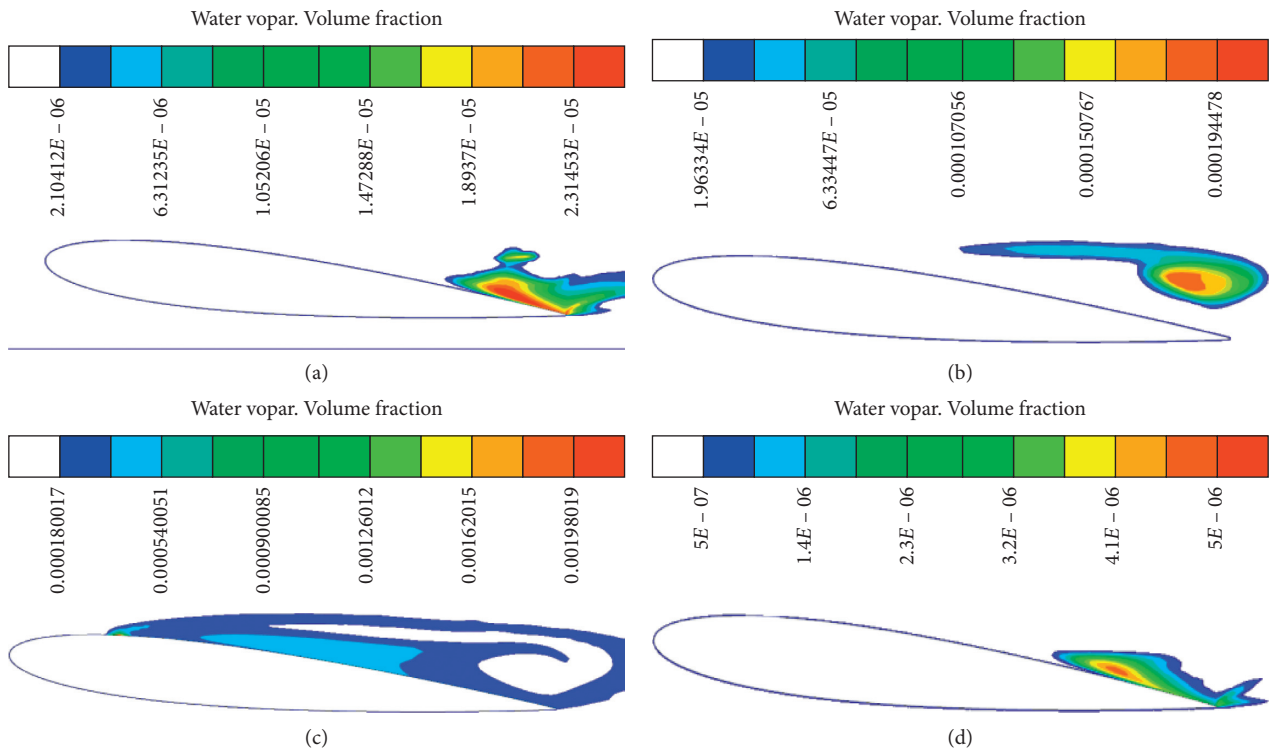 Water vopar. Volume fraction
2.10412E – 06
6.31235E – 06
1.05206E – 05
1.47288E – 05
1.8937E – 05
2.31453E – 05
(a)
Water vopar. Volume fraction
1.96334E – 05
6.33447E – 05
0.000107056
0.000150767
0.000194478
(b)
Water vopar. Volume fraction
0.000180017
0.000540051
0.000900085
0.00126012
0.00162015
0.00198019
(c)
Water vopar. Volume fraction
5E – 07
1.4E – 06
2.3E – 06
3.2E – 06
4.1E – 06
5E – 06
(d)